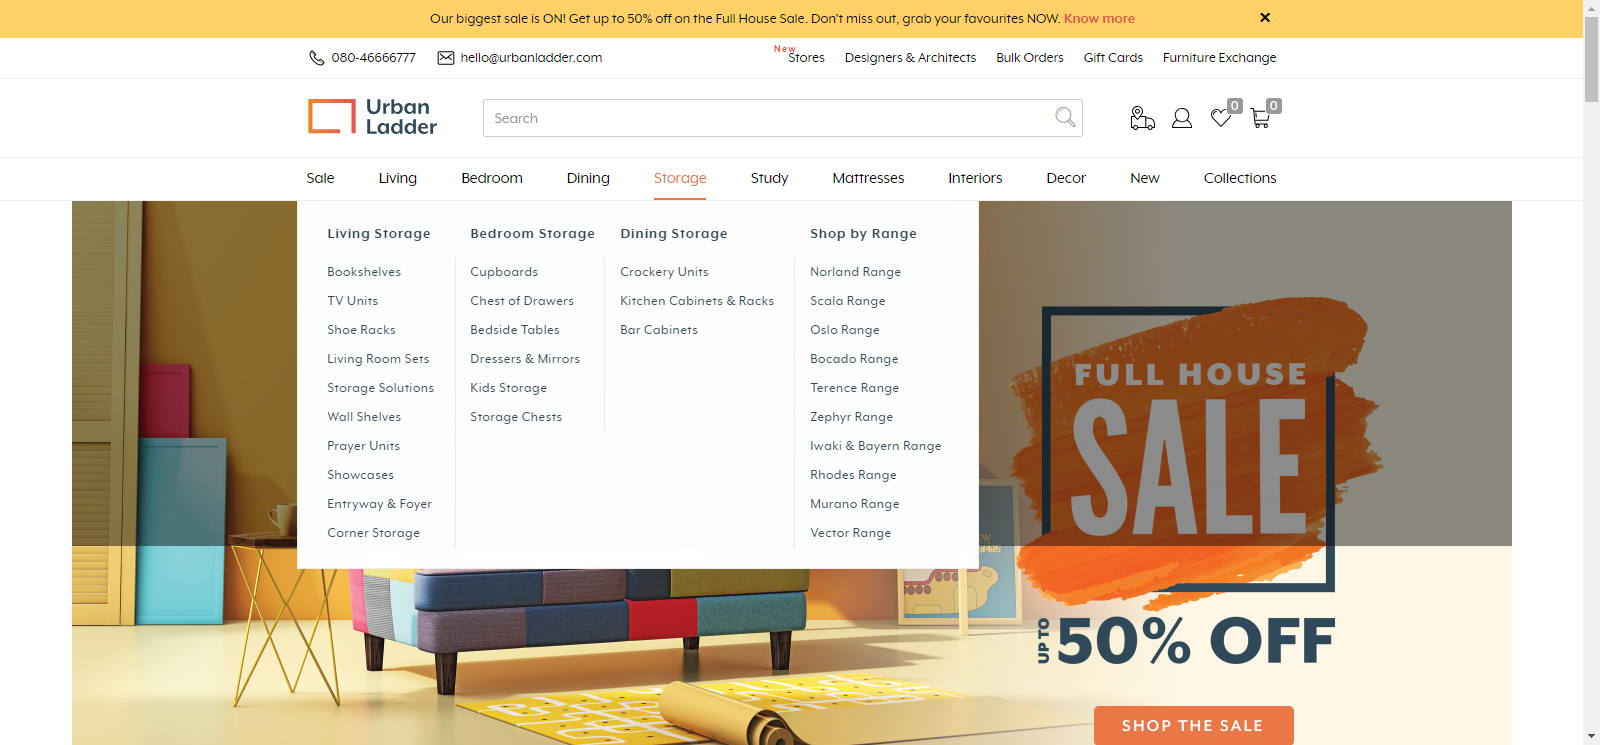 Our biggest sale is ON! Get up to 50% off on the Full House Sale. Don't miss out, grab your favourites NOW. Know more ×
080-46666777 hello@urbanladder.com New Stores Designers & Architects Bulk Orders Gift Cards Furniture Exchange
Urban
Ladder
Search
0 0
Sale Living Bedroom Dining Storage Study Mattresses Interiors Decor New Collections
Living Storage
Bookshelves
TV Units
Shoe Racks
Living Room Sets
Storage Solutions
Wall Shelves
Prayer Units
Showcases
Entryway & Foyer
Corner Storage
Bedroom Storage
Cupboards
Chest of Drawers
Bedside Tables
Dressers & Mirrors
Kids Storage
Storage Chests
Dining Storage
Crockery Units
Kitchen Cabinets & Racks
Bar Cabinets
Shop by Range
Norland Range
Scala Range
Oslo Range
Bocado Range
Terence Range
Zephyr Range
Iwaki & Bayern Range
Rhodes Range
Murano Range
Vector Range
FULL HOUSE
SALE
UP TO 50% OFF
SHOP THE SALE